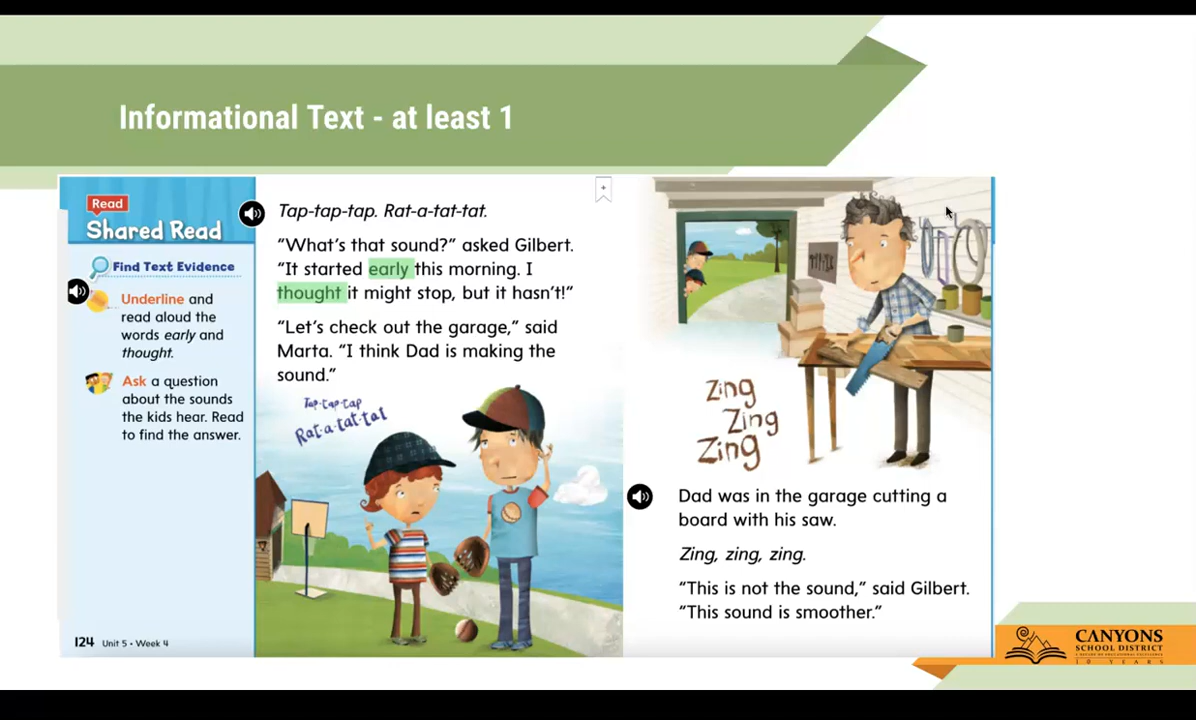 Informational Text - at least 1
Read
Shared Read
Find Text Evidence
Underline and
read aloud the
words early and
thought.
Ask a question
about the sounds
the kids hear. Read
to find the answer.
124 Unit 5 • Week 4
Tap-tap-tap. Rat-a-tat-tat.
“What’s that sound?” asked Gilbert.
“It started early this morning. I
thought it might stop, but it hasn’t!”
“Let’s check out the garage,” said
Marta. “I think Dad is making the
sound.”
Tap-tap-tap
Rat-a-tat-tat
Zing
Zing
Zing
Dad was in the garage cutting a
board with his saw.
Zing, zing, zing.
“This is not the sound,” said Gilbert.
“This sound is smoother.”
CANYONS
SCHOOL DISTRICT
10 YEARS